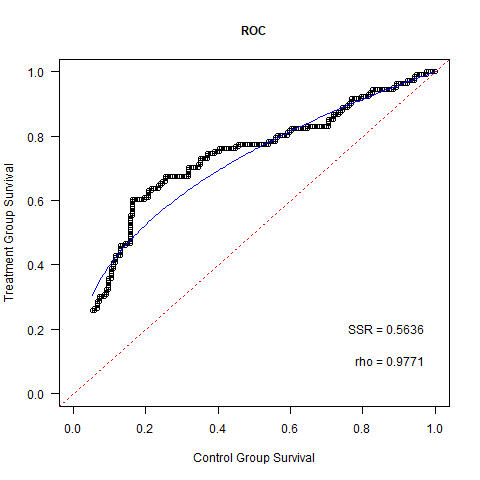 ROC
Treatment Group Survival
1.0
0.8
0.6
0.4
0.2
0.0
SSR = 0.5636
rho = 0.9771
0.0 0.2 0.4 0.6 0.8 1.0
Control Group Survival